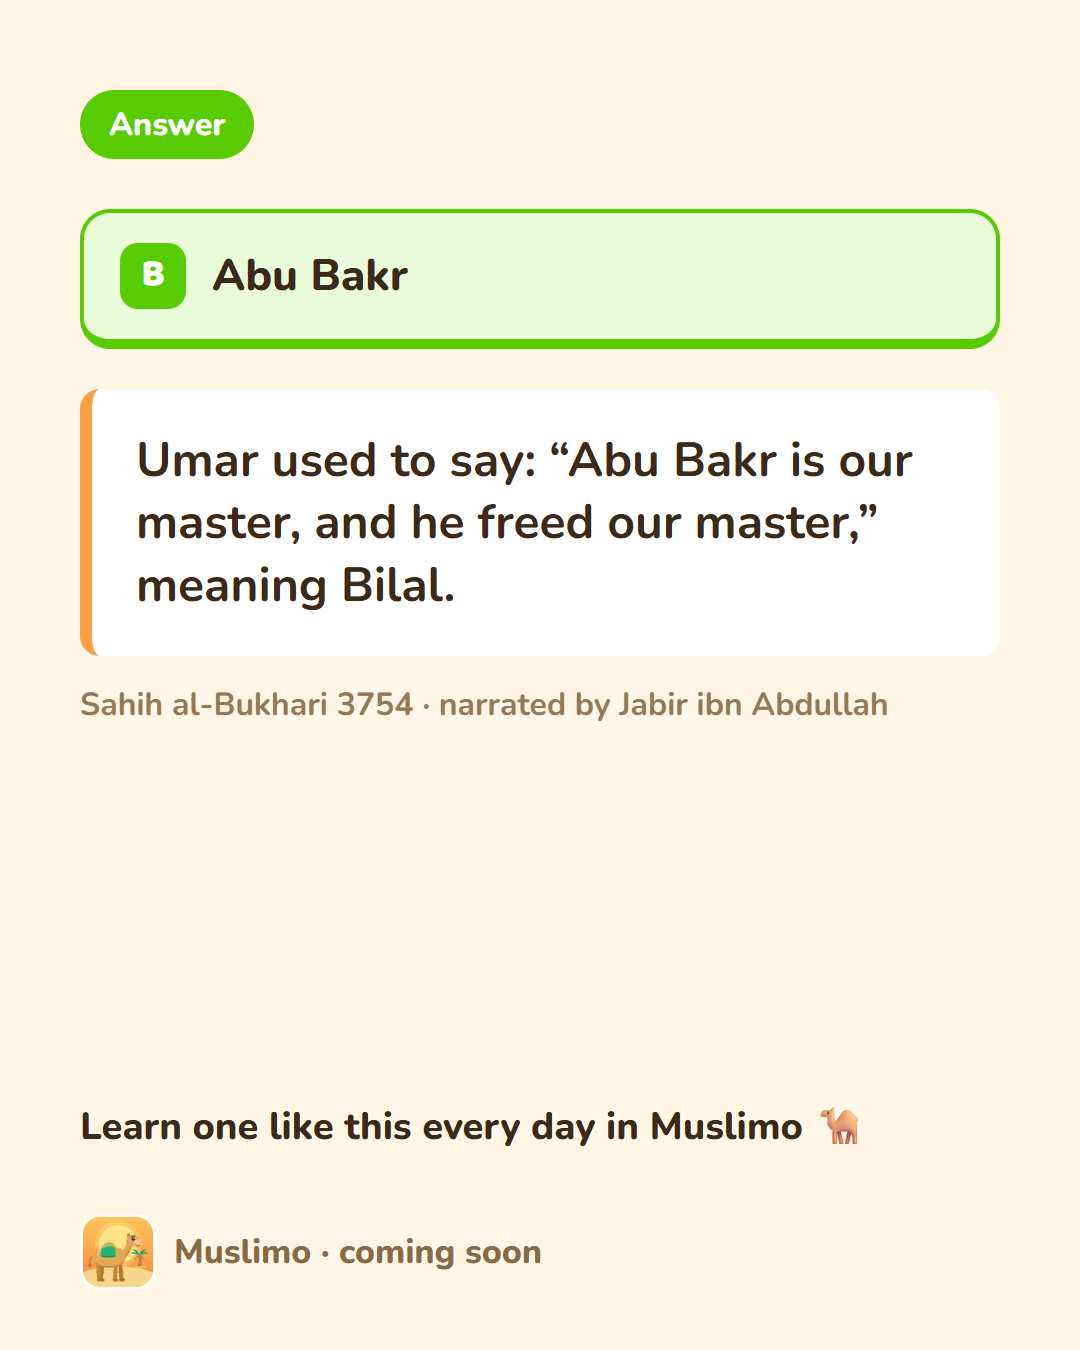 Answer
B Abu Bakr
Umar used to say: “Abu Bakr is our
master, and he freed our master,”
meaning Bilal.
Sahih al-Bukhari 3754 · narrated by Jabir ibn Abdullah
Learn one like this every day in Muslimo 🐪
Muslimo · coming soon